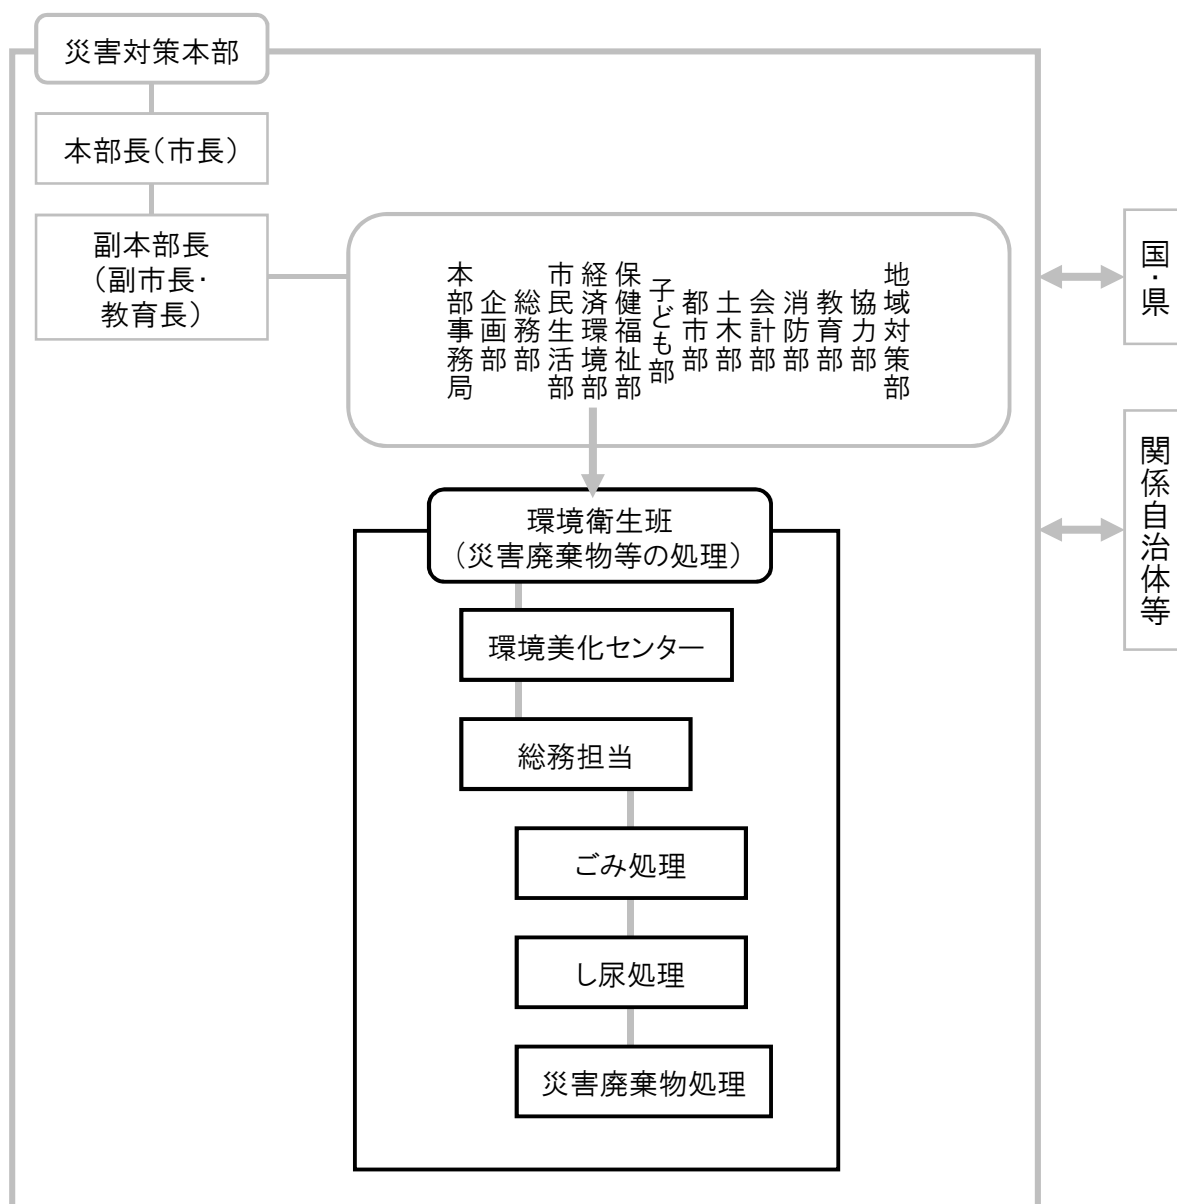 災害対策本部
本部長（市長）
副本部長
（副市長・
教育長）
本部事務局
企画部
総務部
市民生活部
経済環境部
保健福祉部
子ども部
都市部
土木部
会計部
消防部
教育部
協力部
地域対策部
国・県
関係自治体等
環境衛生班
（災害廃棄物等の処理）
環境美化センター
総務担当
ごみ処理
し尿処理
災害廃棄物処理